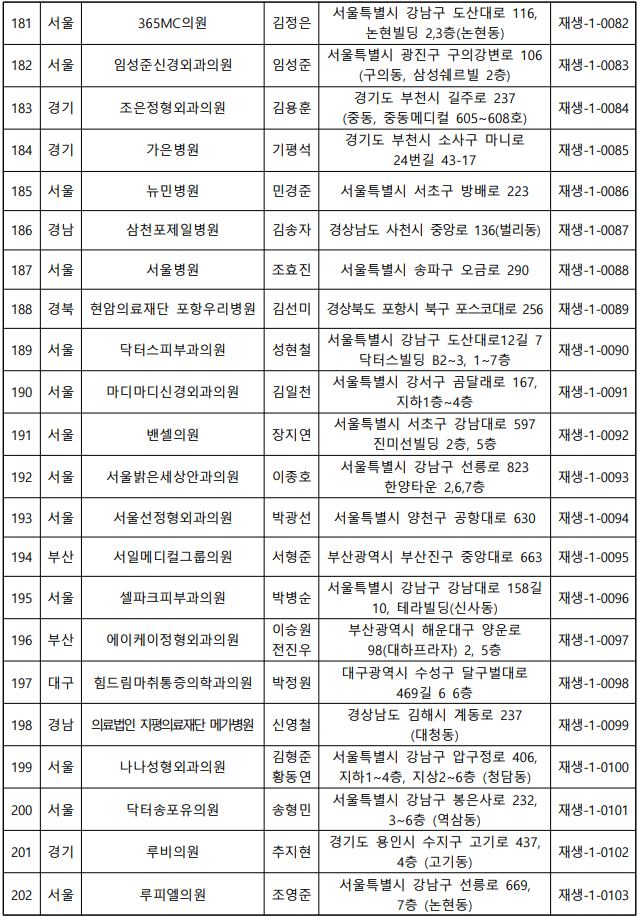 181 서울 365MC의원 김정은 서울특별시 강남구 도산대로 116, 논현빌딩 2,3층(논현동) 재생-1-0082
182 서울 임성준신경외과의원 임성준 서울특별시 광진구 구의강변로 106 (구의동, 삼성쉐르빌 2층) 재생-1-0083
183 경기 조은정형외과의원 김용훈 경기도 부천시 길주로 237 (중동, 중동메디컬 605~608호) 재생-1-0084
184 경기 가은병원 기평석 경기도 부천시 소사구 마니로 24번길 43-17 재생-1-0085
185 서울 뉴민병원 민경준 서울특별시 서초구 방배로 223 재생-1-0086
186 경남 삼천포제일병원 김송자 경상남도 사천시 중앙로 136(벌리동) 재생-1-0087
187 서울 서울병원 조효진 서울특별시 송파구 오금로 290 재생-1-0088
188 경북 현암의료재단 포항우리병원 김선미 경상북도 포항시 북구 포스코대로 256 재생-1-0089
189 서울 닥터스피부과의원 성현철 서울특별시 강남구 도산대로12길 7 닥터스빌딩 B2~3, 1~7층 재생-1-0090
190 서울 마디마디신경외과의원 김일천 서울특별시 강서구 곰달래로 167, 지하1층~4층 재생-1-0091
191 서울 밴셀의원 장지연 서울특별시 서초구 강남대로 597 진미선빌딩 2층, 5층 재생-1-0092
192 서울 서울밝은세상안과의원 이종호 서울특별시 강남구 선릉로 823 한양타운 2,6,7층 재생-1-0093
193 서울 서울선정형외과의원 박광선 서울특별시 양천구 공항대로 630 재생-1-0094
194 부산 서일메디컬그룹의원 서형준 부산광역시 부산진구 중앙대로 663 재생-1-0095
195 서울 셀파크피부과의원 박병순 서울특별시 강남구 강남대로 158길 10, 테라빌딩(신사동) 재생-1-0096
196 부산 에이케이정형외과의원 이승원 전진우 부산광역시 해운대구 양운로 98(대하프라자) 2, 5층 재생-1-0097
197 대구 힘드림마취통증의학과의원 박정원 대구광역시 수성구 달구벌대로 469길 6 6층 재생-1-0098
198 경남 의료법인 지평의료재단 메가병원 신영철 경상남도 김해시 계동로 237 (대청동) 재생-1-0099
199 서울 나나성형외과의원 김형준 황동연 서울특별시 강남구 압구정로 406, 지하1~4층, 지상2~6층 (청담동) 재생-1-0100
200 서울 닥터송포유의원 송형민 서울특별시 강남구 봉은사로 232, 3~6층 (역삼동) 재생-1-0101
201 경기 루비의원 추지현 경기도 용인시 수지구 고기로 437, 4층 (고기동) 재생-1-0102
202 서울 루피엘의원 조영준 서울특별시 강남구 선릉로 669, 7층 (논현동) 재생-1-0103